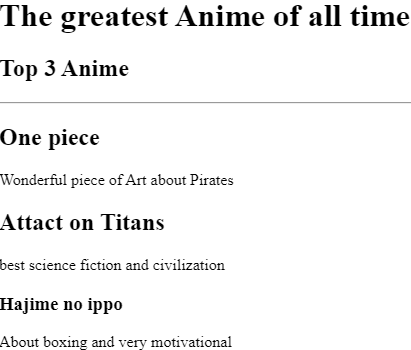 The greatest Anime of all time
Top 3 Anime
One piece
Wonderful piece of Art about Pirates
Attact on Titans
best science fiction and civilization
Hajime no ippo
About boxing and very motivational